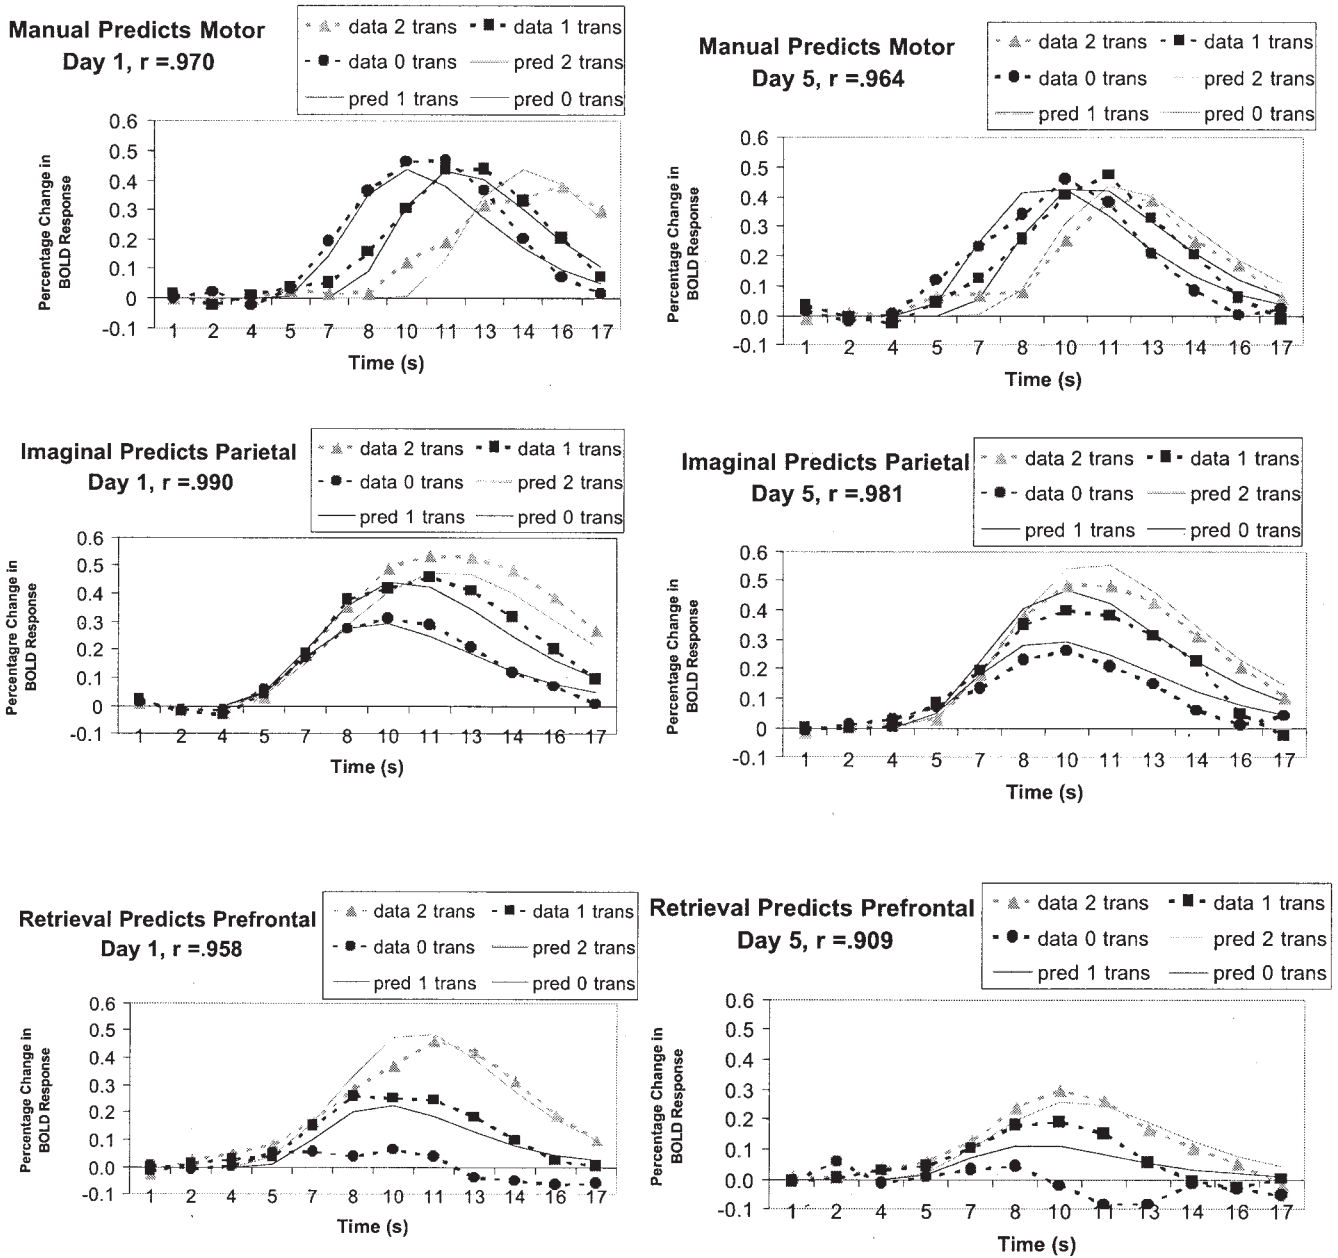 Manual Predicts Motor
Day 1, r =.970
data 2 trans
data 1 trans
data 0 trans
pred 2 trans
pred 1 trans
pred 0 trans
Percentage Change in
BOLD Response
0.6
0.5
0.4
0.3
0.2
0.1
0
-0.1
1 2 4 5 7 8 10 11 13 14 16 17
Time (s)
Manual Predicts Motor
Day 5, r =.964
data 2 trans
data 1 trans
data 0 trans
pred 2 trans
pred 1 trans
pred 0 trans
Percentage Change in
BOLD Response
0.6
0.5
0.4
0.3
0.2
0.1
0.0
-0.1
1 2 4 5 7 8 10 11 13 14 16 17
Time (s)
Imaginal Predicts Parietal
Day 1, r =.990
data 2 trans
data 1 trans
data 0 trans
pred 2 trans
pred 1 trans
pred 0 trans
Percentagre Change in
BOLD Response
0.6
0.5
0.4
0.3
0.2
0.1
0
-0.1
1 2 4 5 7 8 10 11 13 14 16 17
Time (s)
Imaginal Predicts Parietal
Day 5, r =.981
data 2 trans
data 1 trans
data 0 trans
pred 2 trans
pred 1 trans
pred 0 trans
Percentage Change in
BOLD Response
0.6
0.5
0.4
0.3
0.2
0.1
0
-0.1
1 2 4 5 7 8 10 11 13 14 16 17
Time (s)
Retrieval Predicts Prefrontal
Day 1, r =.958
data 2 trans
data 1 trans
data 0 trans
pred 2 trans
pred 1 trans
pred 0 trans
Percentage Change in
BOLD Response
0.6
0.5
0.4
0.3
0.2
0.1
0.0
-0.1
1 2 4 5 7 8 10 11 13 14 16 17
Time (s)
Retrieval Predicts Prefrontal
Day 5, r =.909
data 2 trans
data 1 trans
data 0 trans
pred 2 trans
pred 1 trans
pred 0 trans
Percentage Change in
BOLD Response
0.6
0.5
0.4
0.3
0.2
0.1
0.0
-0.1
1 2 4 5 7 8 10 11 13 14 16 17
Time (s)